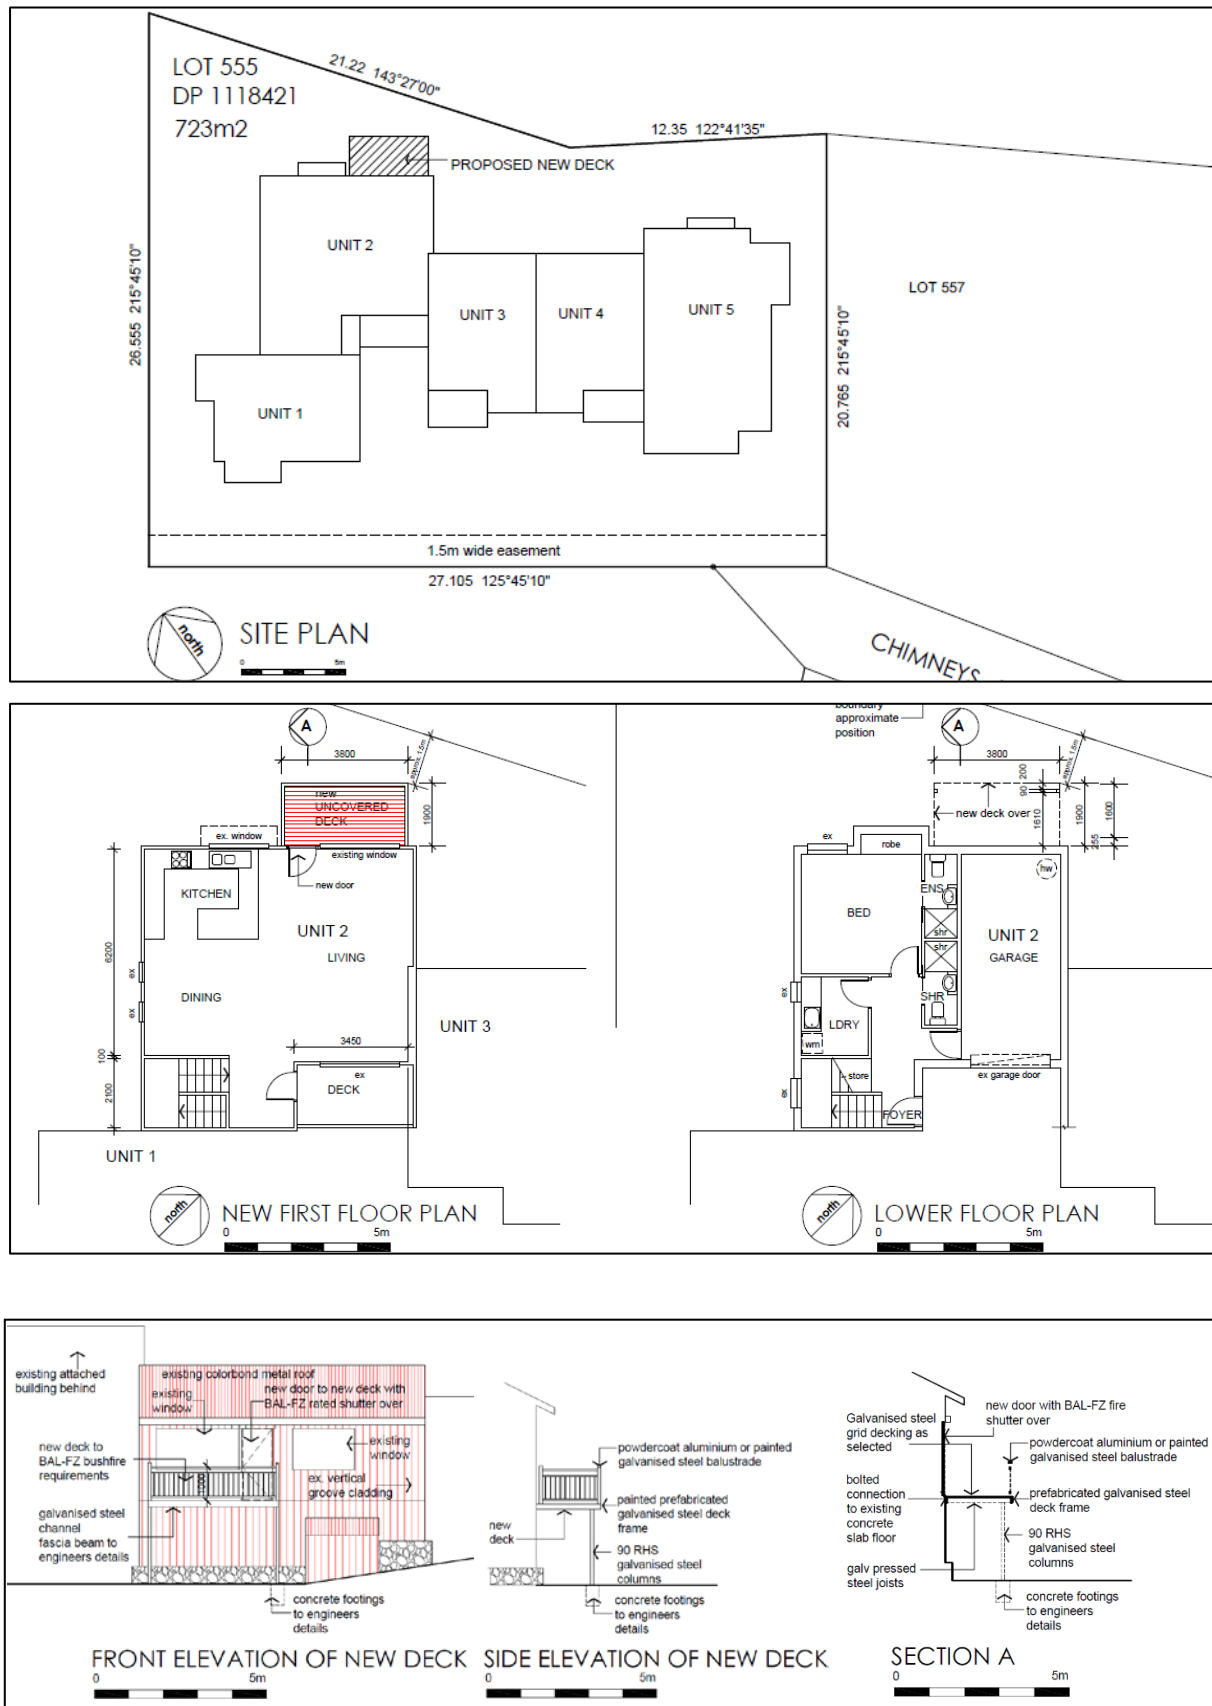 LOT 555
DP 1118421
723m2
21.22 143°27'00"
12.35 122°41'35"
PROPOSED NEW DECK
UNIT 2
26.555 215°45'10"
UNIT 3
UNIT 4
UNIT 5
LOT 557
20.765 215°45'10"
UNIT 1
1.5m wide easement
27.105 125°45'10"
north
SITE PLAN
0 5m
CHIMNEYS
A
3800
approx. 1.5m
new
UNCOVERED
DECK
1900
ex. window
existing window
new door
KITCHEN
UNIT 2
LIVING
6200
ex
DINING
ex
UNIT 3
3450
100
ex
DECK
2100
UNIT 1
north
NEW FIRST FLOOR PLAN
0 5m
boundary
approximate
position
A
3800
approx. 1.5m
200
90
new deck over
1610
1900
1600
255
ex
robe
hw
ENS
BED
shr
UNIT 2
shr
GARAGE
ex
SHR
LDRY
wm
store
ex garage door
ex
FOYER
north
LOWER FLOOR PLAN
0 5m
existing attached
building behind
existing colorbond metal roof
existing
window
new door to new deck with
BAL-FZ rated shutter over
new deck to
BAL-FZ bushfire
requirements
1000
existing
window
ex. vertical
groove cladding
galvanised steel
channel
fascia beam to
engineers details
concrete footings
to engineers
details
FRONT ELEVATION OF NEW DECK
0 5m
powdercoat aluminium or painted
galvanised steel balustrade
new
deck
painted prefabricated
galvanised steel deck
frame
90 RHS
galvanised steel
columns
concrete footings
to engineers
details
SIDE ELEVATION OF NEW DECK
0 5m
Galvanised steel
grid decking as
selected
new door with BAL-FZ fire
shutter over
powdercoat aluminium or painted
galvanised steel balustrade
bolted
connection
to existing
concrete
slab floor
prefabricated galvanised steel
deck frame
90 RHS
galvanised steel
columns
galv pressed
steel joists
concrete footings
to engineers
details
SECTION A
0 5m